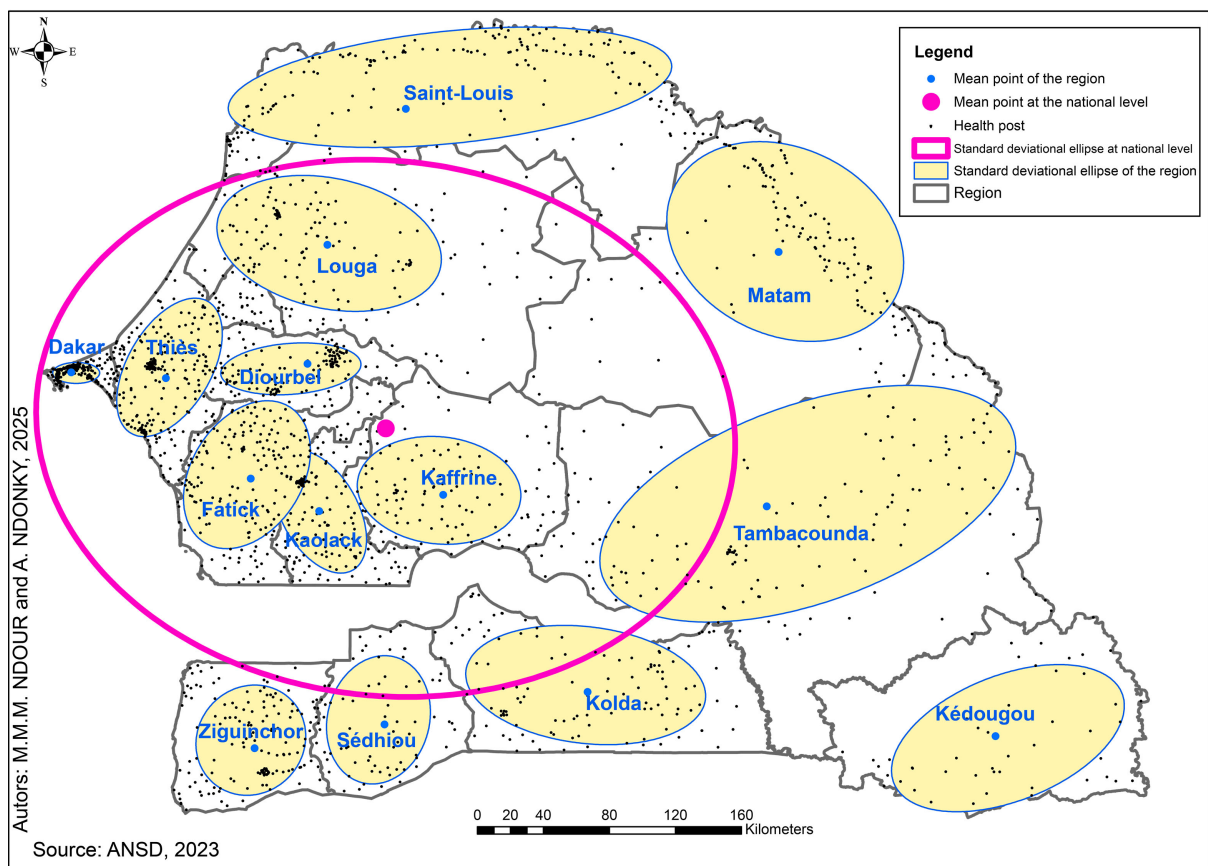 N
W
E
S
Legend
Mean point of the region
Mean point at the national level
Health post
Standard deviational ellipse at national level
Standard deviational ellipse of the region
Region
Saint-Louis
Louga
Matam
Dakar
Thiès
Diourbel
Fatick
Kaolack
Kaffrine
Tambacounda
Ziguinchor
Sédhiou
Kolda
Kédougou
0 20 40 80 120 160
Kilometers
Autors: M.M.M. NDOUR and A. NDONKY, 2025
Source: ANSD, 2023